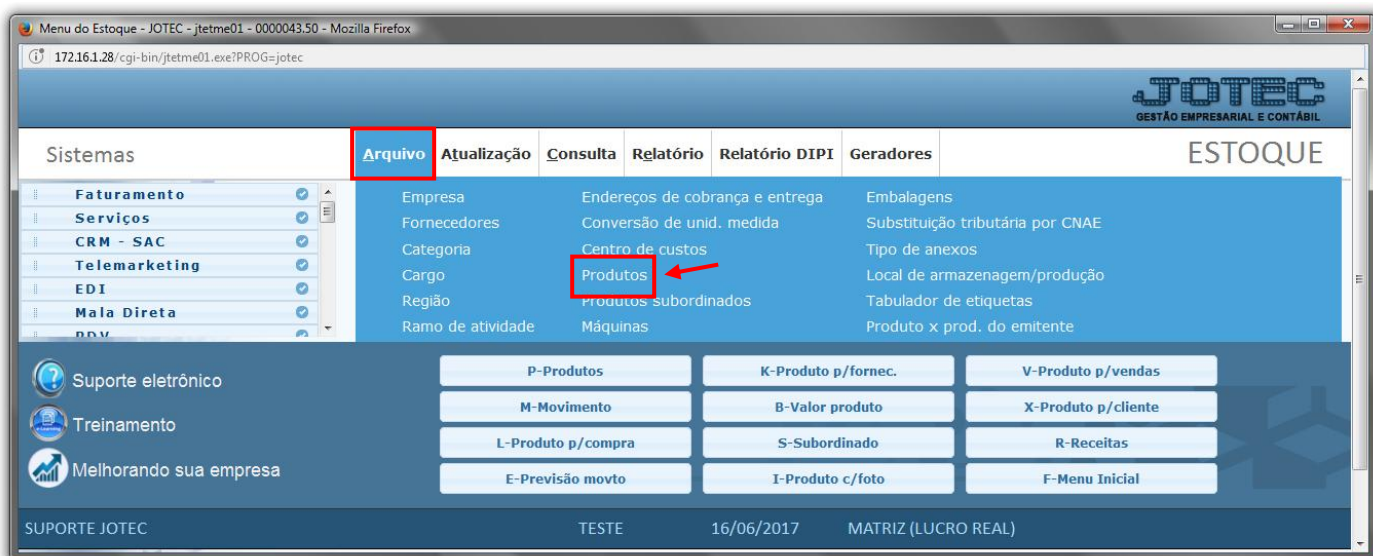 Menu do Estoque - JOTEC - jtetme01 - 0000043.50 - Mozilla Firefox
172.16.1.28/cgi-bin/jtetme01.exe?PROG=jotec
JOTEC
GESTÃO EMPRESARIAL E CONTÁBIL
Sistemas
Arquivo Atualização Consulta Relatório Relatório DIPI Geradores
ESTOQUE
Faturamento
Serviços
CRM - SAC
Telemarketing
EDI
Mala Direta
PDV
Empresa Endereços de cobrança e entrega Embalagens
Fornecedores Conversão de unid. medida Substituição tributária por CNAE
Categoria Centro de custos Tipo de anexos
Cargo Produtos Local de armazenagem/produção
Região Produtos subordinados Tabulador de etiquetas
Ramo de atividade Máquinas Produto x prod. do emitente
Suporte eletrônico
Treinamento
Melhorando sua empresa
P-Produtos K-Produto p/fornec. V-Produto p/vendas
M-Movimento B-Valor produto X-Produto p/cliente
L-Produto p/compra S-Subordinado R-Receitas
E-Previsão movto I-Produto c/foto F-Menu Inicial
SUPORTE JOTEC TESTE 16/06/2017 MATRIZ (LUCRO REAL)